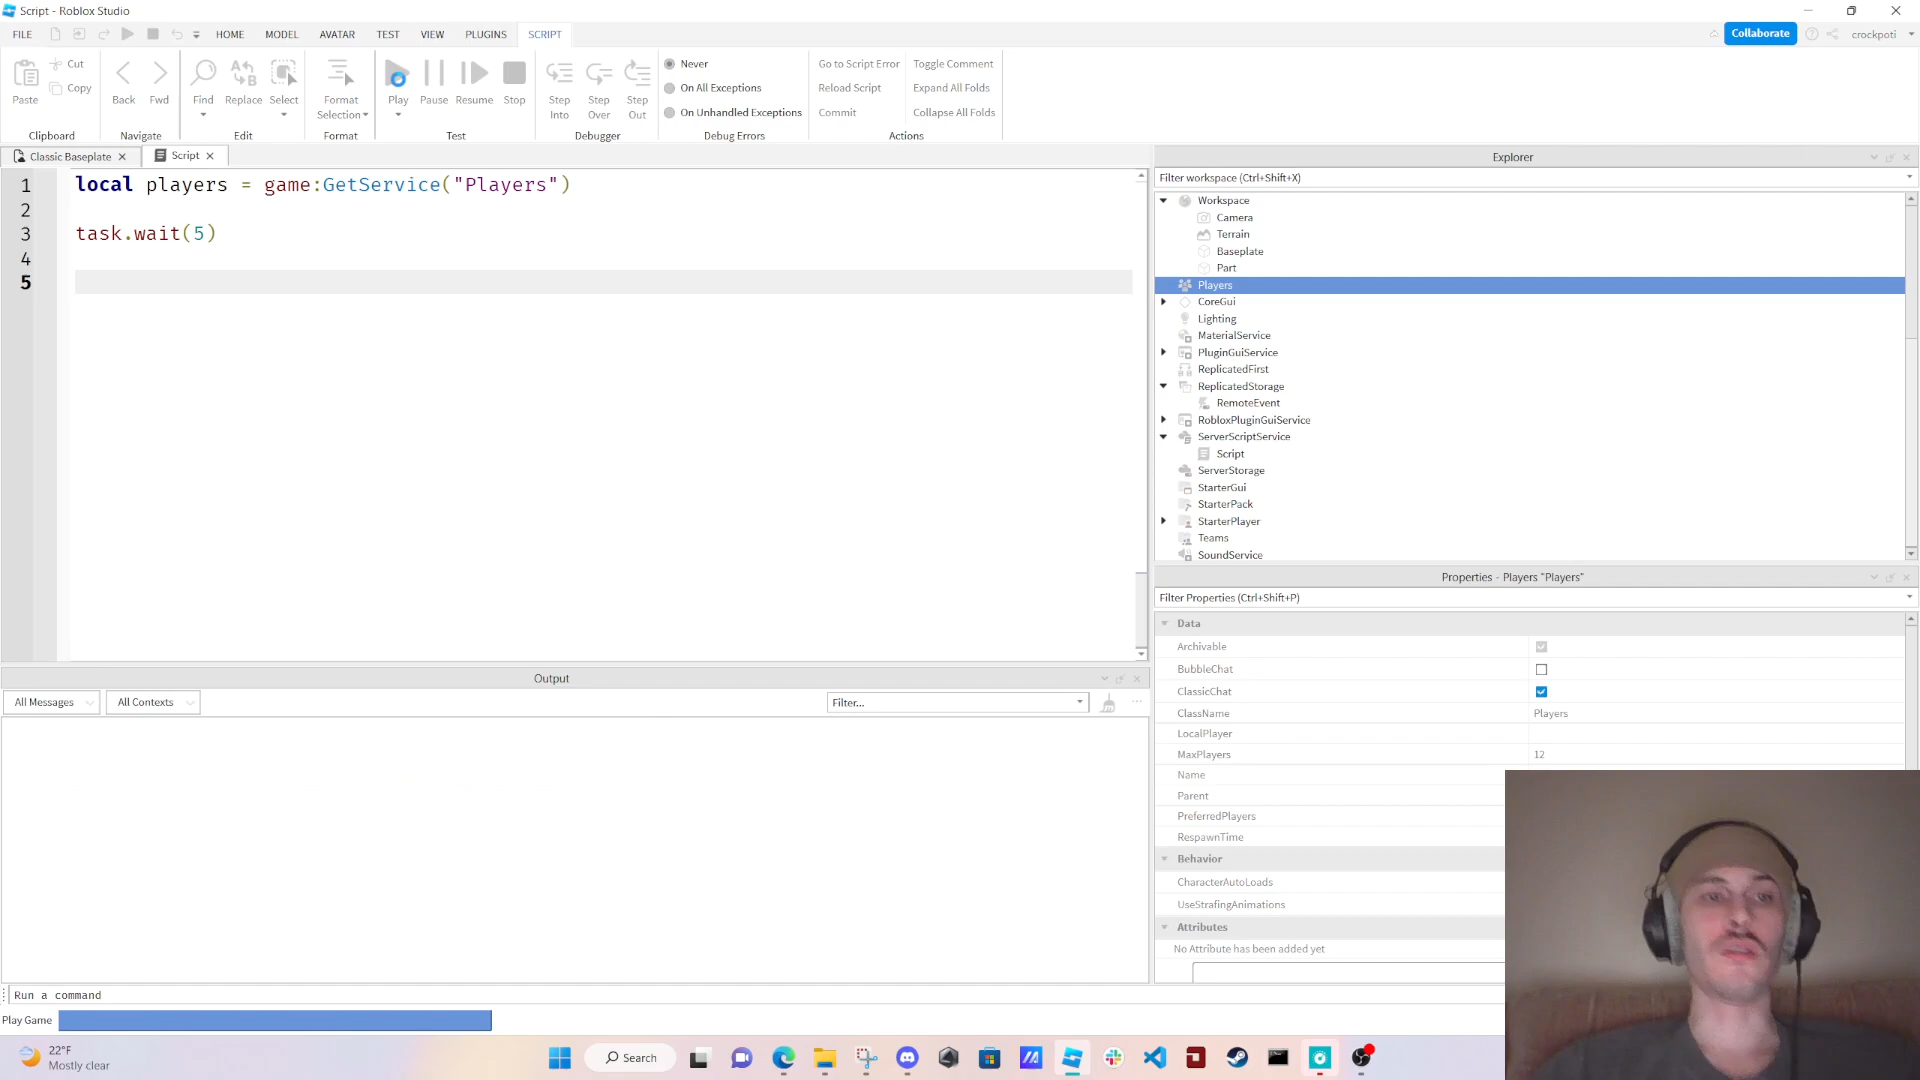 Script - Roblox Studio
FILE HOME MODEL AVATAR TEST VIEW PLUGINS SCRIPT Collaborate crockpoti
Cut
Copy
Paste
Back Fwd
Find Replace Select
Format
Selection
Play Pause Resume Stop
Step
Into
Step
Over
Step
Out
Never
On All Exceptions
On Unhandled Exceptions
Go to Script Error
Reload Script
Commit
Toggle Comment
Expand All Folds
Collapse All Folds
Clipboard Navigate Edit Format Test Debugger Debug Errors Actions
Classic Baseplate Script
1 local players = game:GetService("Players")
2
3 task.wait(5)
4
5
Output
All Messages All Contexts Filter...
Run a command
Play Game
Explorer
Filter workspace (Ctrl+Shift+X)
Workspace
Camera
Terrain
Baseplate
Part
Players
CoreGui
Lighting
MaterialService
PluginGuiService
ReplicatedFirst
ReplicatedStorage
RemoteEvent
RobloxPluginGuiService
ServerScriptService
Script
ServerStorage
StarterGui
StarterPack
StarterPlayer
Teams
SoundService
Properties - Players "Players"
Filter Properties (Ctrl+Shift+P)
Data
Archivable
BubbleChat
ClassicChat
ClassName Players
LocalPlayer
MaxPlayers 12
Name
Parent
PreferredPlayers
RespawnTime
Behavior
CharacterAutoLoads
UseStrafingAnimations
Attributes
No Attribute has been added yet
22°F
Mostly clear
Search